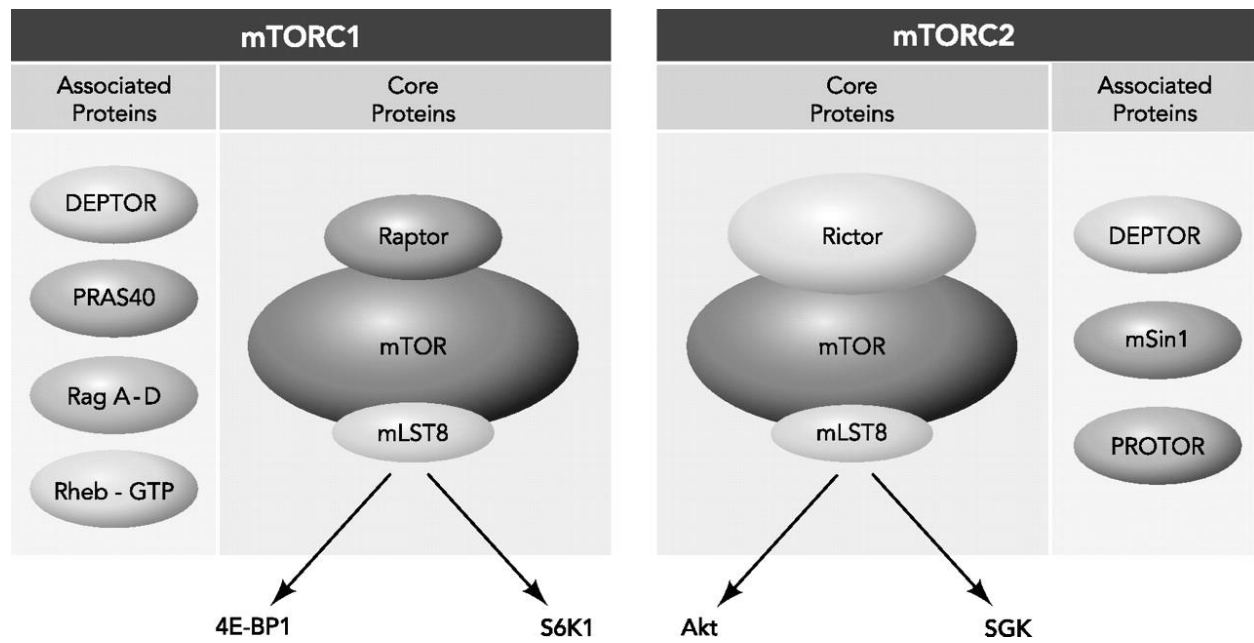 mTORC1
Associated
Proteins
Core
Proteins
DEPTOR
PRAS40
Rag A-D
Rheb - GTP
Raptor
mTOR
mLST8
4E-BP1
S6K1
mTORC2
Core
Proteins
Associated
Proteins
Rictor
mTOR
mLST8
DEPTOR
mSin1
PROTOR
Akt
SGK